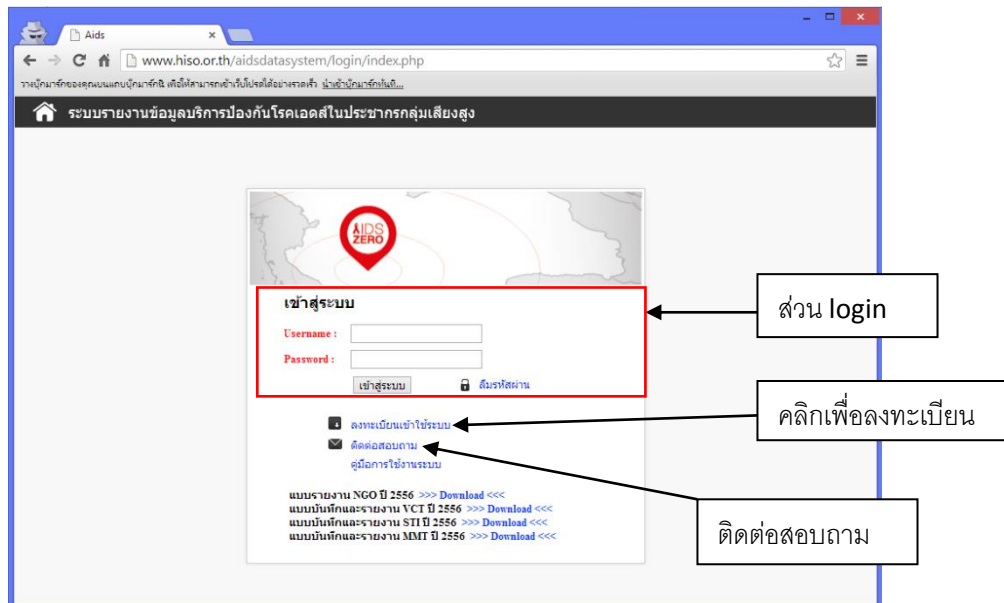 Aids
www.hiso.or.th/aidsdatasystem/login/index.php
วางบุ๊กมาร์กของคุณบนแถบบุ๊กมาร์กนี้ เพื่อให้สามารถเข้าเว็บโปรดได้อย่างรวดเร็ว นำเข้าบุ๊กมาร์กทันที...
ระบบรายงานข้อมูลบริการป้องกันโรคเอดส์ในประชากรกลุ่มเสี่ยงสูง
AIDS
ZERO
เข้าสู่ระบบ
ส่วน login
Username :
Password :
เข้าสู่ระบบ ลืมรหัสผ่าน
ลงทะเบียนเข้าใช้ระบบ
คลิกเพื่อลงทะเบียน
ติดต่อสอบถาม
คู่มือการใช้งานระบบ
แบบรายงาน NGO ปี 2556 >>> Download <<<
แบบบันทึกและรายงาน VCT ปี 2556 >>> Download <<<
แบบบันทึกและรายงาน STI ปี 2556 >>> Download <<<
แบบบันทึกและรายงาน MMT ปี 2556 >>> Download <<<
ติดต่อสอบถาม